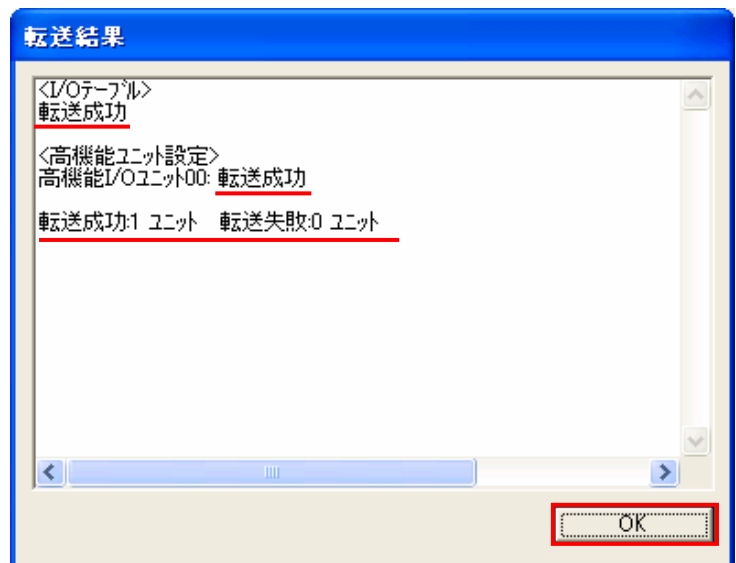 転送結果
<I/Oテーブル>
転送成功
<高機能ユニット設定>
高機能I/Oユニット00: 転送成功
転送成功:1 ユニット 転送失敗:0 ユニット
OK